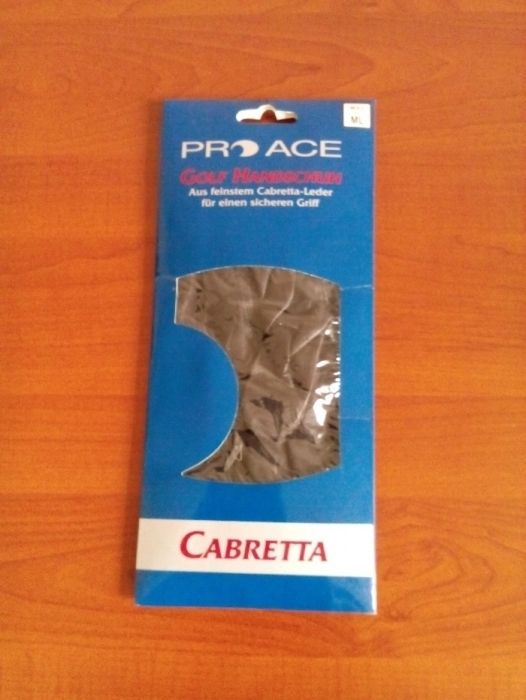 ML
PRO ACE
GOLF HANDSCHUH
Aus feinstem Cabretta-Leder
für einen sicheren Griff
CABRETTA